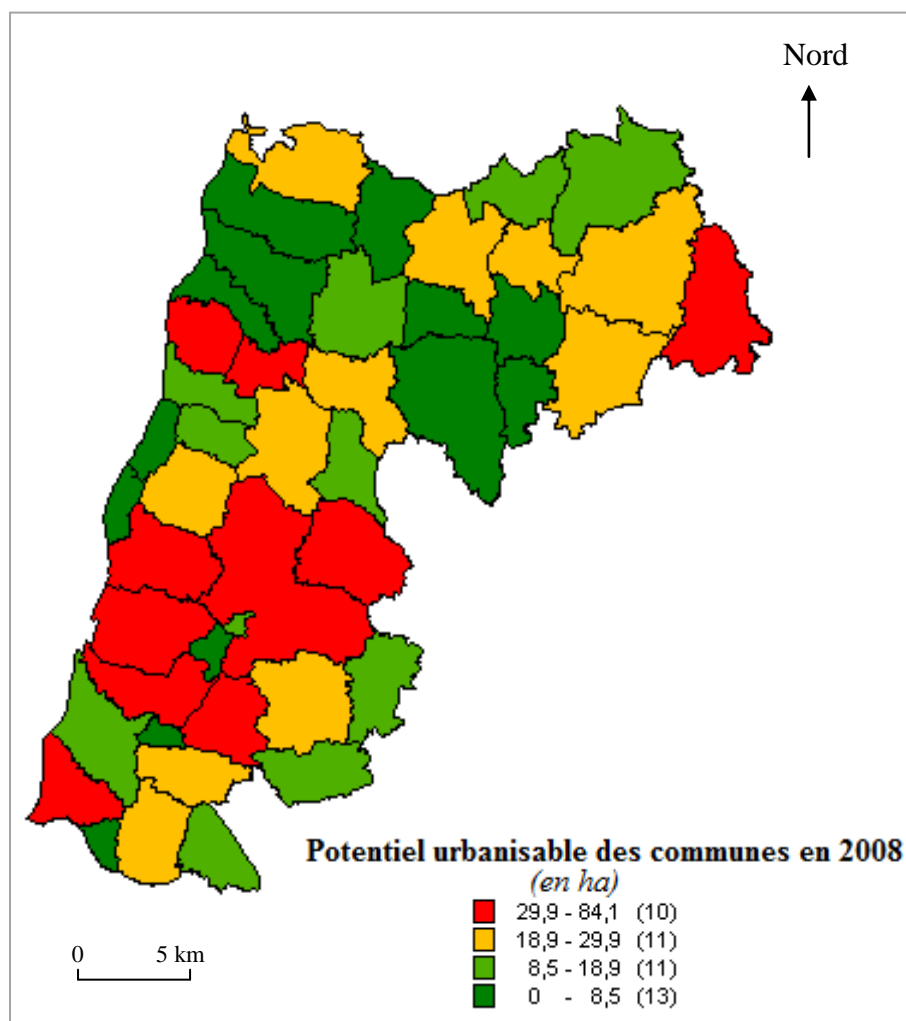 Nord
Potentiel urbanisable des communes en 2008
(en ha)
29,9 - 84,1 (10)
18,9 - 29,9 (11)
8,5 - 18,9 (11)
0 - 8,5 (13)
0 5 km